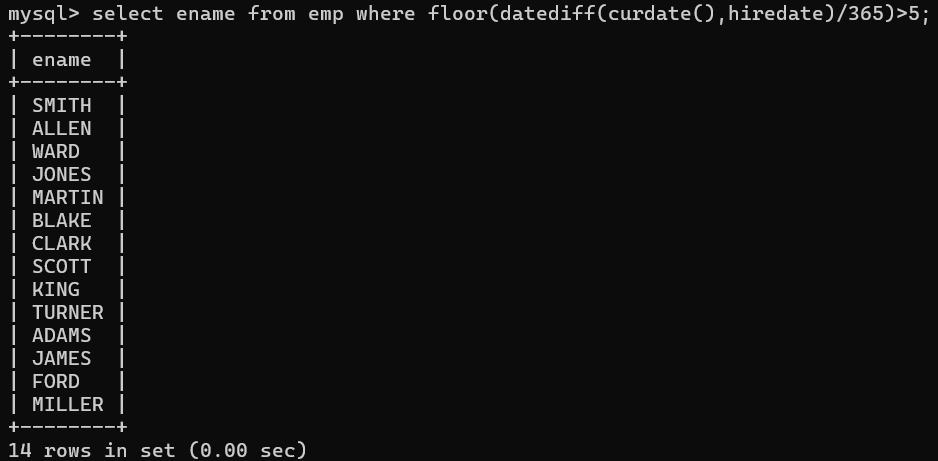 mysql> select ename from emp where floor(datediff(curdate(),hiredate)/365)>5;
+--------+
| ename  |
+--------+
| SMITH  |
| ALLEN  |
| WARD   |
| JONES  |
| MARTIN |
| BLAKE  |
| CLARK  |
| SCOTT  |
| KING   |
| TURNER |
| ADAMS  |
| JAMES  |
| FORD   |
| MILLER |
+--------+
14 rows in set (0.00 sec)